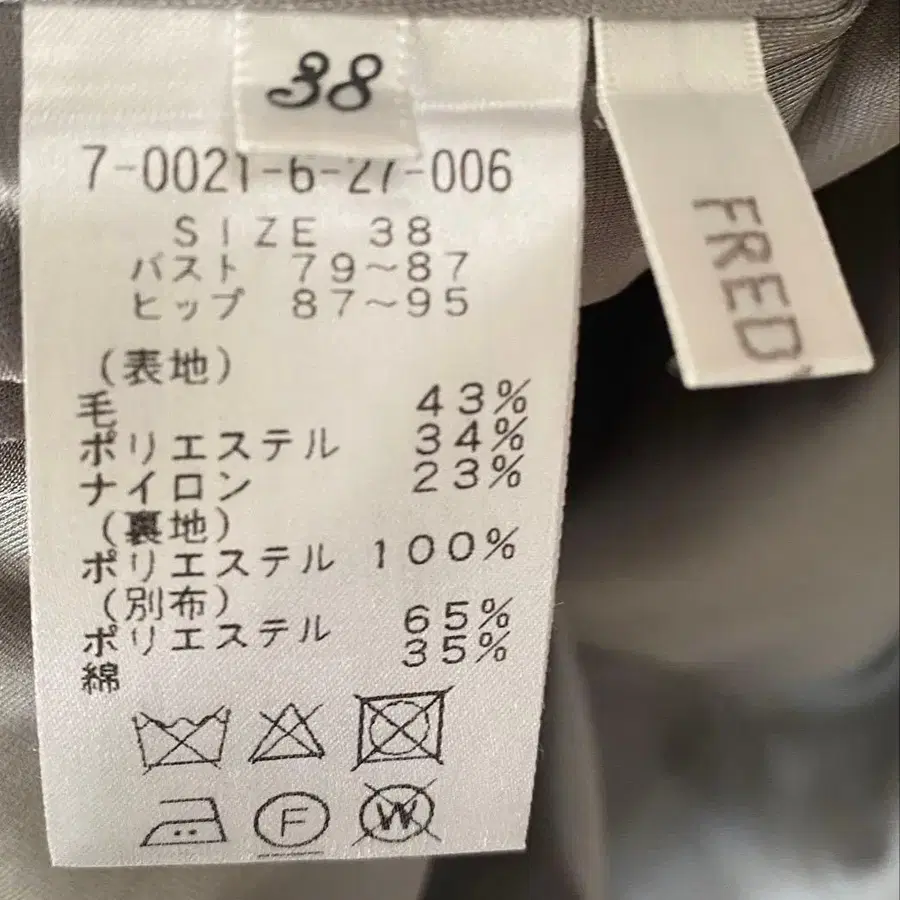 38
7-0021-6-27-006
SIZE 38
バスト 79～87
ヒップ 87～95
(表地)
毛 43%
ポリエステル 34%
ナイロン 23%
(裏地)
ポリエステル 100%
(別布)
ポリエステル 65%
綿 35%
F
W
FRED